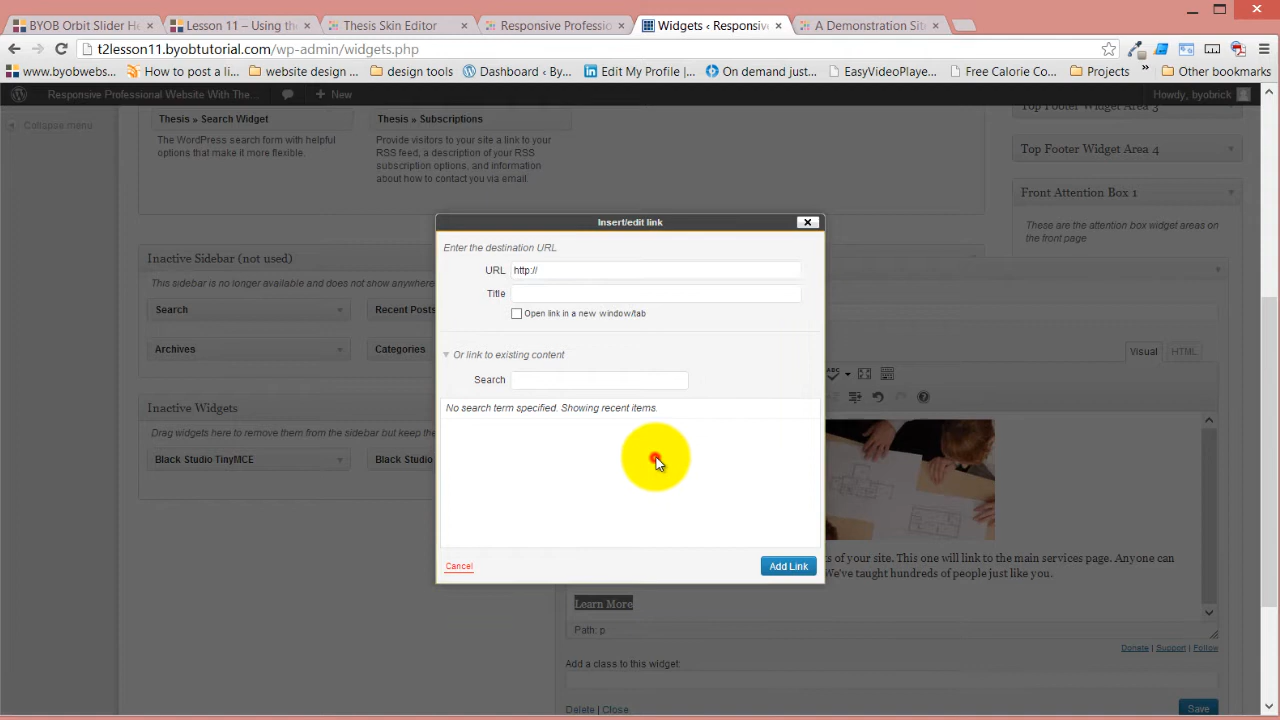 BYOB Orbit Slider He
Lesson 11 – Using the
Thesis Skin Editor
Responsive Professio
Widgets ‹ Responsive
A Demonstration Site
t2lesson11.byobtutorial.com/wp-admin/widgets.php
www.byobwebs...
How to post a li...
website design ...
design tools
Dashboard ‹ By...
Edit My Profile |...
On demand just...
EasyVideoPlaye...
Free Calorie Co...
Projects
»
Other bookmarks
Responsive Professional Website With The...
+ New
Howdy, byobrick
Collapse menu
Thesis » Search Widget
Thesis » Subscriptions
The WordPress search form with helpful
options that make it more flexible.
Provide visitors to your site a link to your
RSS feed, a description of your RSS
subscription options, and information
about how to contact you via email.
Top Footer Widget Area 3
Top Footer Widget Area 4
Front Attention Box 1
These are the attention box widget areas on
the front page
Inactive Sidebar (not used)
This sidebar is no longer available and does not show anywhere
Search
Recent Posts
Archives
Categories
Inactive Widgets
Drag widgets here to remove them from the sidebar but keep the
Black Studio TinyMCE
Black Studio
Insert/edit link
Enter the destination URL
URL
http://
Title
Open link in a new window/tab
Or link to existing content
Search
No search term specified. Showing recent items.
Cancel
Add Link
Visual
HTML
ABC
ts of your site. This one will link to the main services page. Anyone can
We've taught hundreds of people just like you.
Learn More
Path: p
Donate | Support | Follow
Add a class to this widget:
Delete | Close
Save